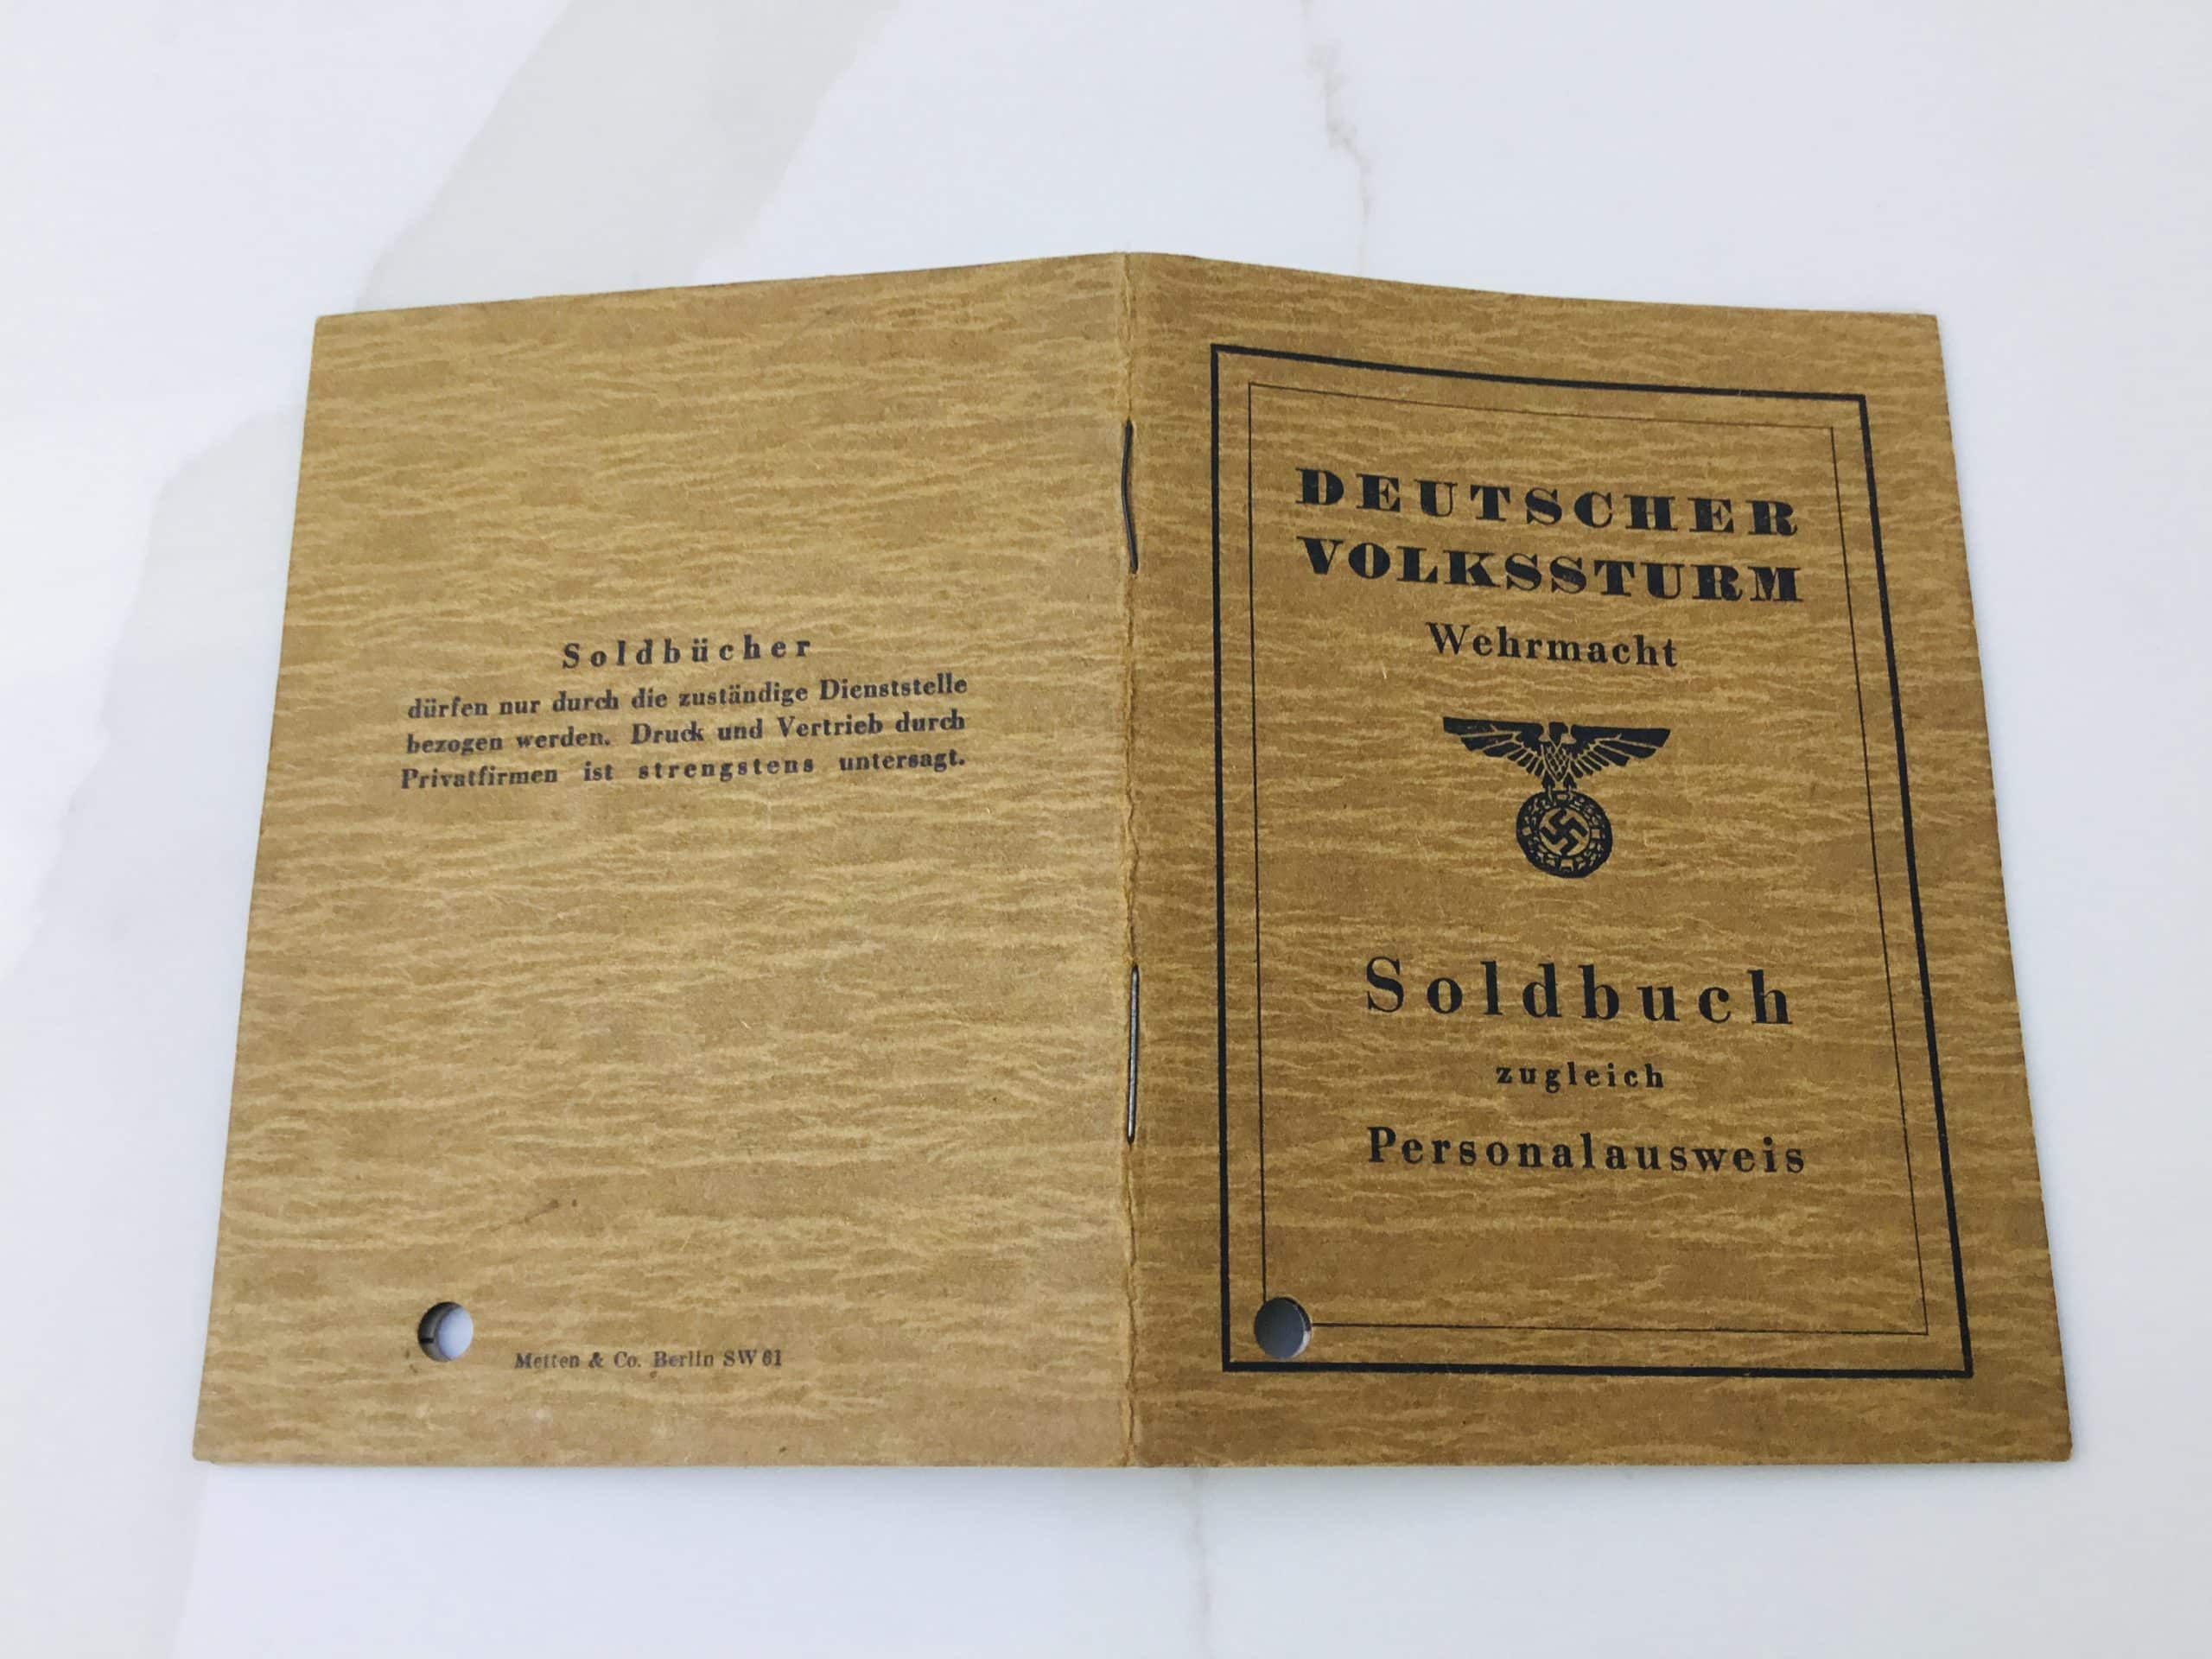 Soldbücher
dürfen nur durch die zuständige Dienststelle
bezogen werden. Druck und Vertrieb durch
Privatfirmen ist strengstens untersagt.
Metten & Co. Berlin SW 61
DEUTSCHER
VOLKSSTURM
Wehrmacht
Soldbuch
zugleich
Personalausweis